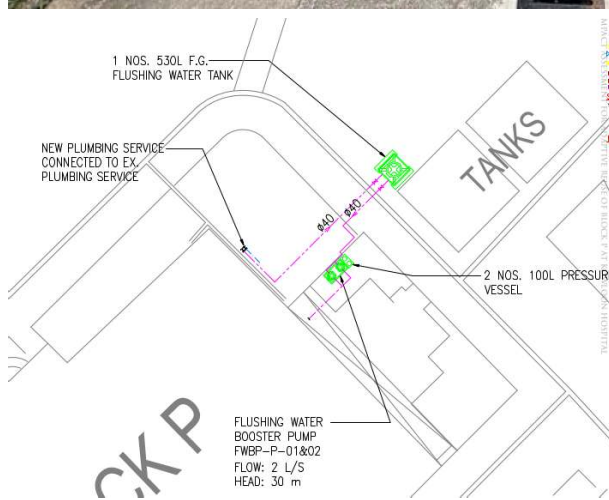 1 NOS. 530L F.G.
FLUSHING WATER TANK
TANKS
NEW PLUMBING SERVICE
CONNECTED TO EX.
PLUMBING SERVICE
ø40
ø40
2 NOS. 100L PRESSUR
VESSEL
FLUSHING WATER
BOOSTER PUMP
FWBP-P-01&02
FLOW: 2 L/S
HEAD: 30 m
CK P